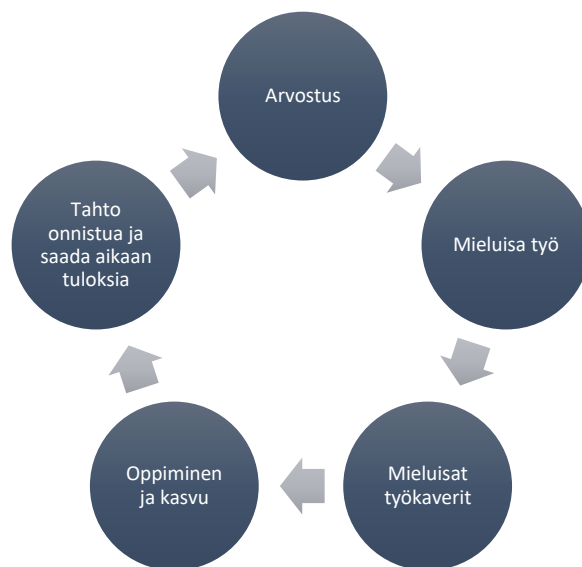 Arvostus
Mieluisa työ
Mieluisat
työkaverit
Oppiminen
ja kasvu
Tahto
onnistua ja
saada aikaan
tuloksia